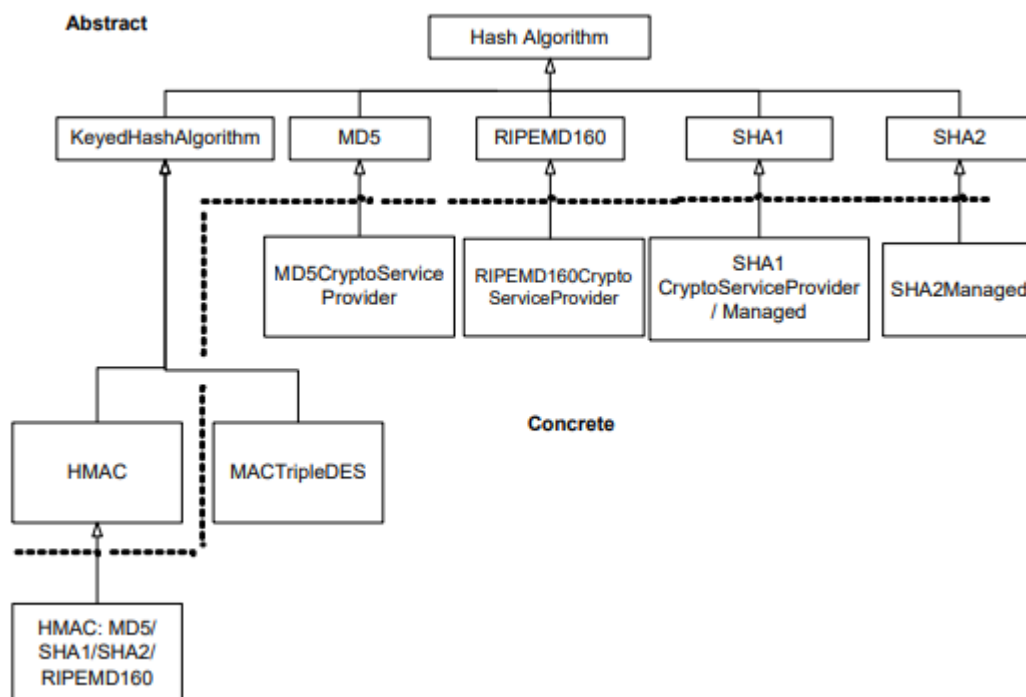 Abstract
Hash Algorithm
KeyedHashAlgorithm
MD5
RIPEMD160
SHA1
SHA2
MD5CryptoService
Provider
RIPEMD160Crypto
ServiceProvider
SHA1
CryptoServiceProvider
/ Managed
SHA2Managed
Concrete
HMAC
MACTripleDES
HMAC: MD5/
SHA1/SHA2/
RIPEMD160